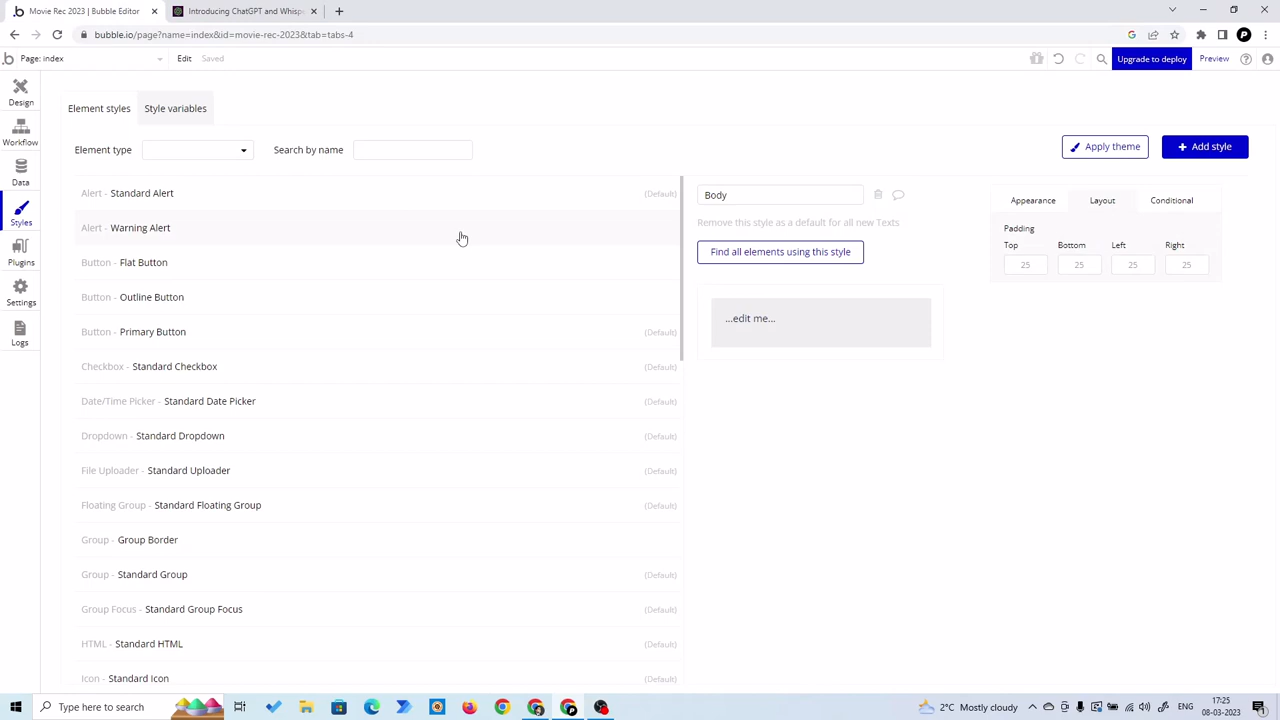 Movie Rec 2023 | Bubble Editor
Introducing ChatGPT and Whisp
bubble.io/page?name=index&id=movie-rec-2023&tab=tabs-4
Page: index
Edit
Saved
Upgrade to deploy
Preview
Design
Workflow
Data
Styles
Plugins
Settings
Logs
Element styles
Style variables
Element type
Search by name
Apply theme
Add style
Alert - Standard Alert (Default)
Alert - Warning Alert
Button - Flat Button
Button - Outline Button
Button - Primary Button (Default)
Checkbox - Standard Checkbox (Default)
Date/Time Picker - Standard Date Picker (Default)
Dropdown - Standard Dropdown (Default)
File Uploader - Standard Uploader (Default)
Floating Group - Standard Floating Group (Default)
Group - Group Border
Group - Standard Group (Default)
Group Focus - Standard Group Focus (Default)
HTML - Standard HTML (Default)
Icon - Standard Icon (Default)
Body
Remove this style as a default for all new Texts
Find all elements using this style
...edit me...
Appearance
Layout
Conditional
Padding
Top Bottom Left Right
25 25 25 25
Type here to search
2°C Mostly cloudy
ENG
17:25
08-03-2023